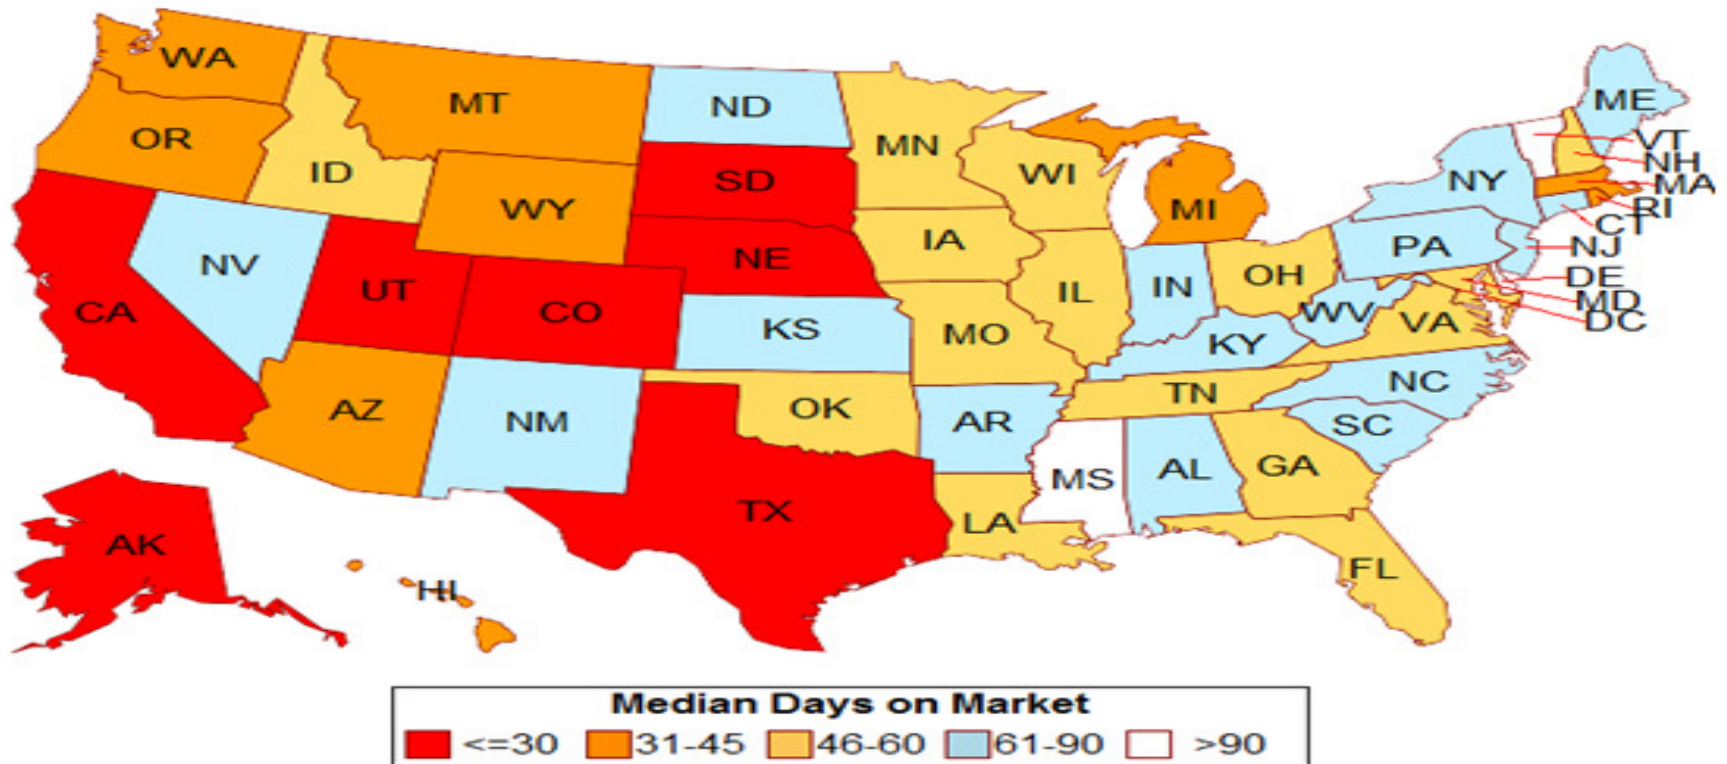 WA
MT
ND
ME
OR
MN
VT
ID
SD
WI
NH
NY
MA
WY
MI
RI
CT
IA
PA
NJ
NV
NE
OH
DE
UT
IL
IN
MD
CA
CO
WV
DC
KS
MO
KY
VA
AZ
OK
TN
NC
NM
AR
SC
MS
AL
GA
TX
LA
AK
FL
HI
Median Days on Market
<=30 31-45 46-60 61-90 >90